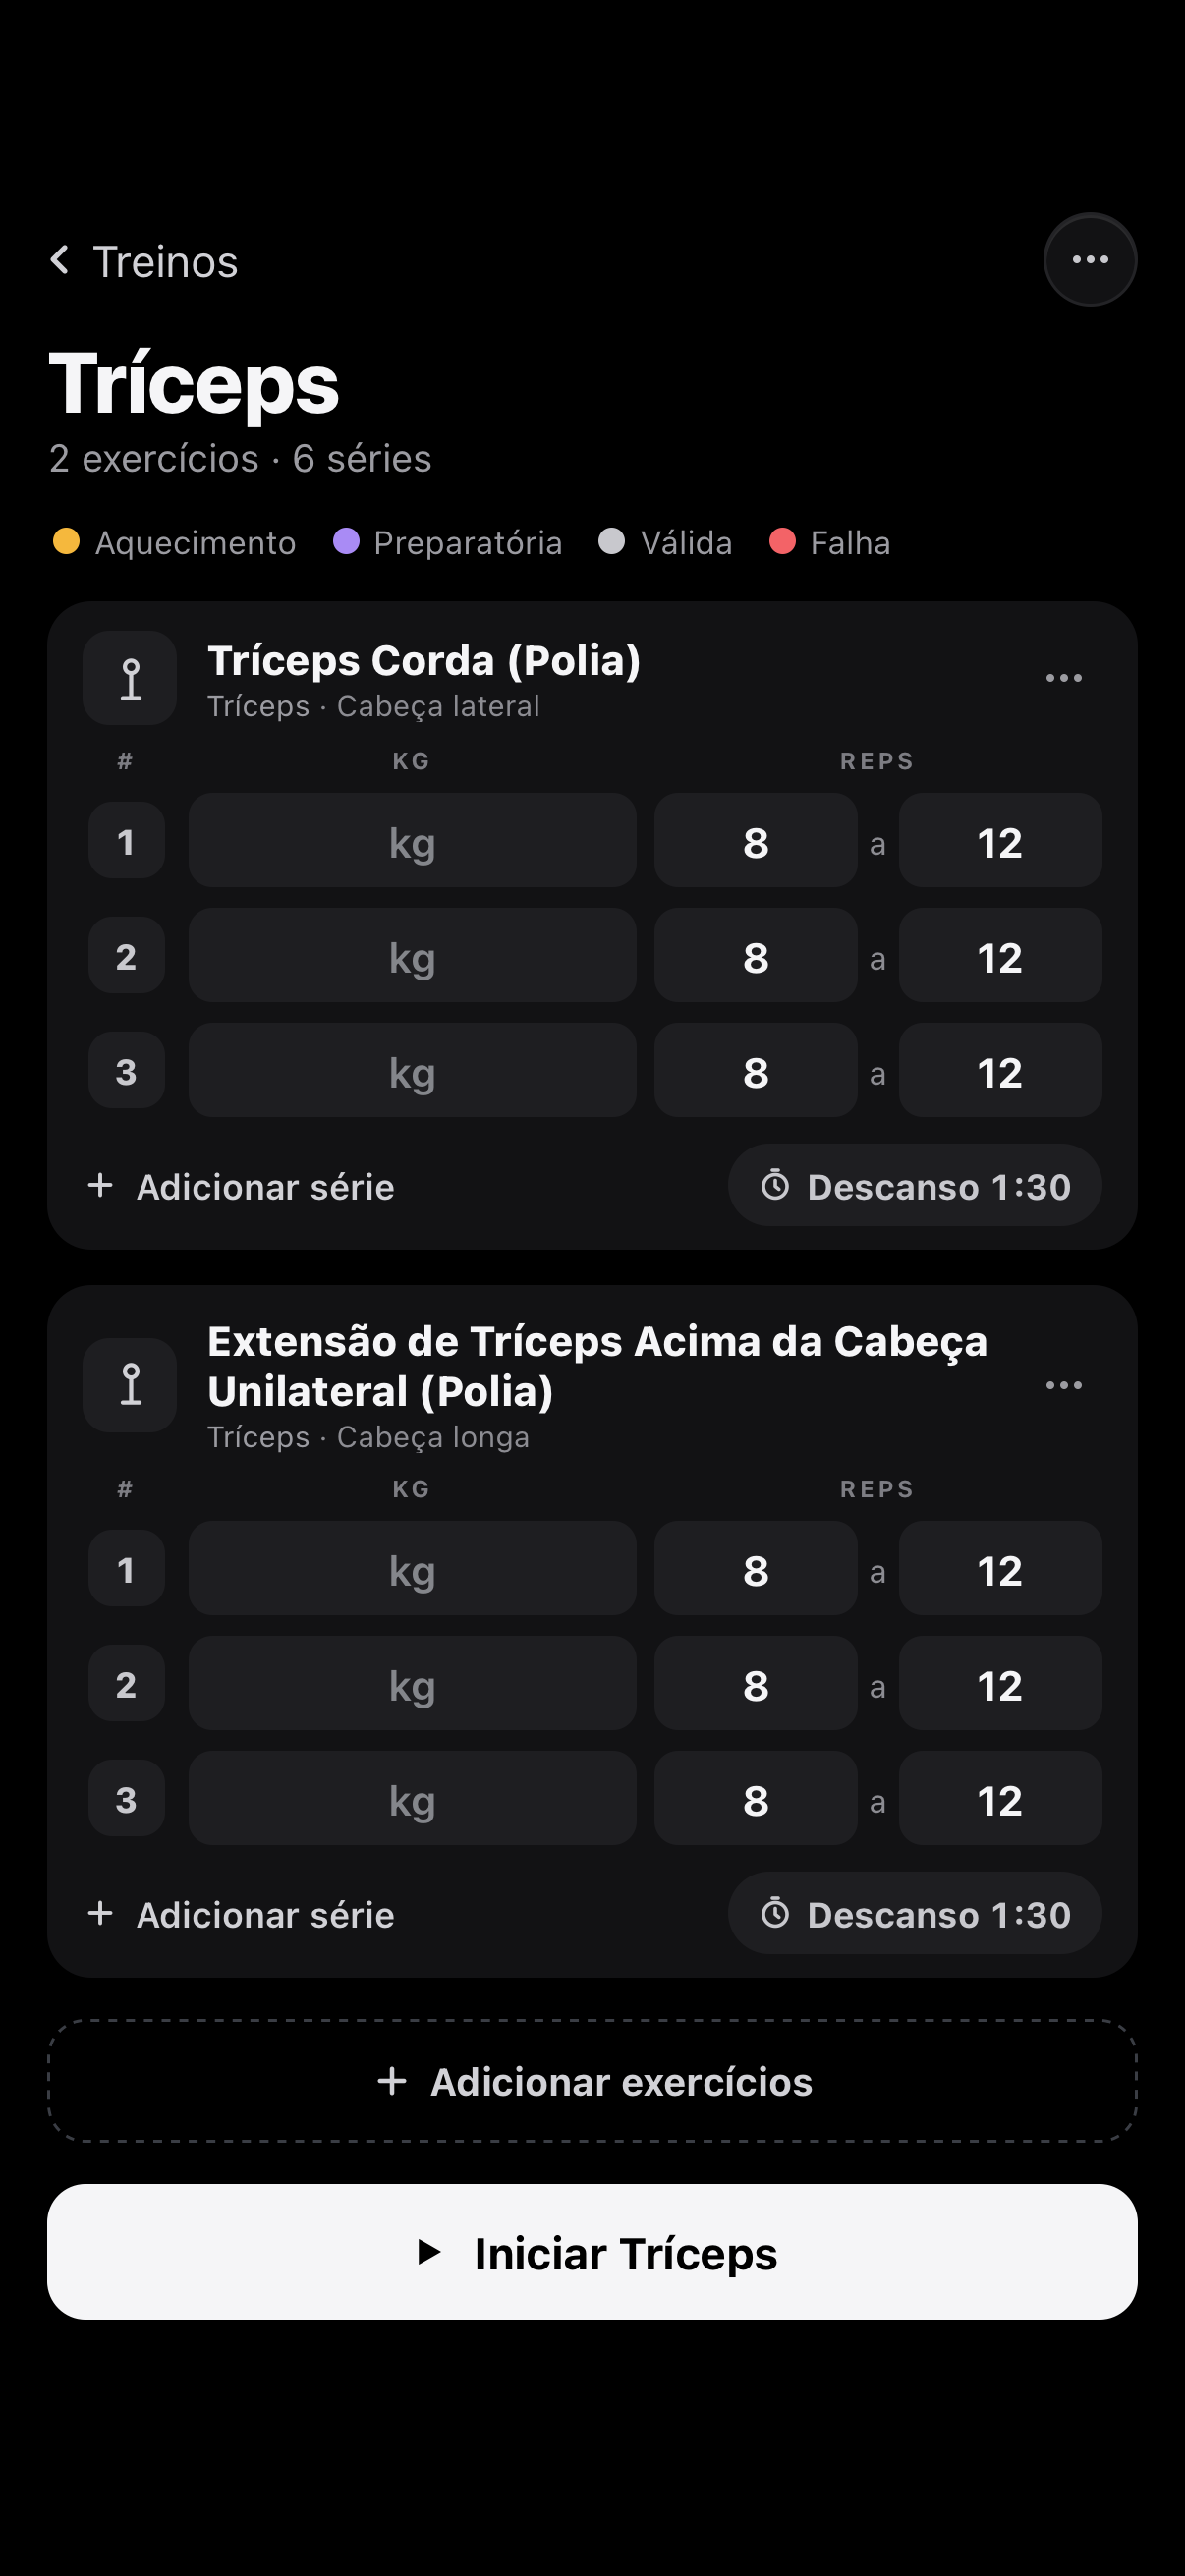 Treinos
Tríceps
2 exercícios · 6 séries
Aquecimento Preparatória Válida Falha
Tríceps Corda (Polia)
Tríceps · Cabeça lateral
# KG REPS
1 kg 8 a 12
2 kg 8 a 12
3 kg 8 a 12
+ Adicionar série Descanso 1:30
Extensão de Tríceps Acima da Cabeça
Unilateral (Polia)
Tríceps · Cabeça longa
# KG REPS
1 kg 8 a 12
2 kg 8 a 12
3 kg 8 a 12
+ Adicionar série Descanso 1:30
+ Adicionar exercícios
Iniciar Tríceps